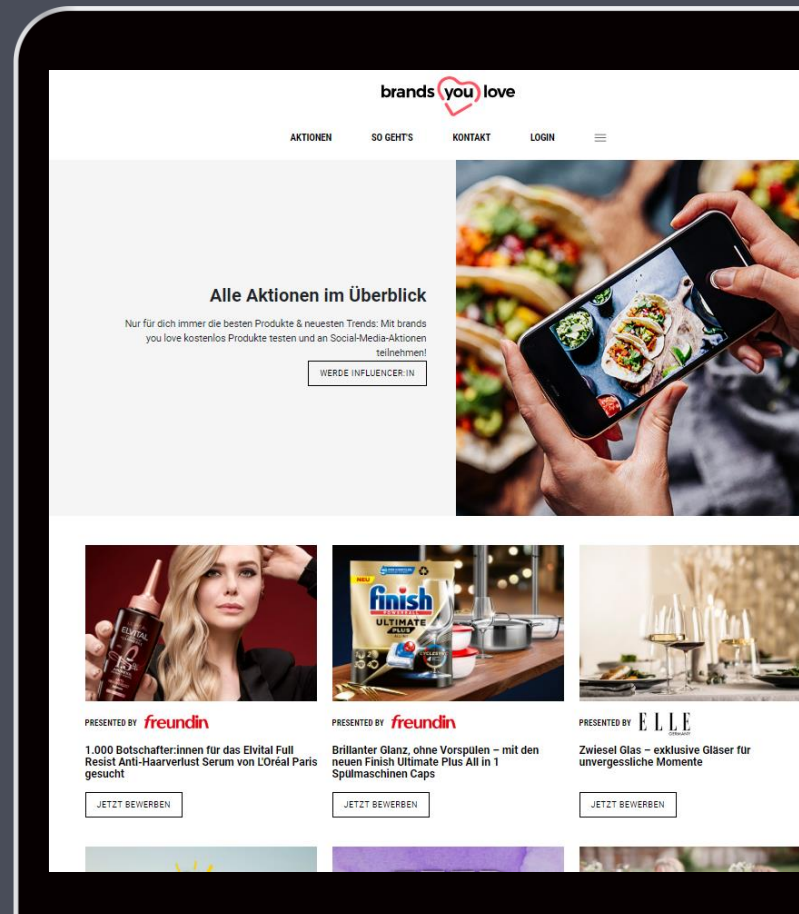 brands you love
AKTIONEN SO GEHT'S KONTAKT LOGIN
Alle Aktionen im Überblick
Nur für dich immer die besten Produkte & neuesten Trends: Mit brands
you love kostenlos Produkte testen und an Social-Media-Aktionen
teilnehmen!
WERDE INFLUENCER:IN
ELVITAL
NEU
finish
POWERBALL
ULTIMATE
PLUS
PRESENTED BY freundin
1.000 Botschafter:innen für das Elvital Full
Resist Anti-Haarverlust Serum von L'Oréal Paris
gesucht
JETZT BEWERBEN
PRESENTED BY freundin
Brillanter Glanz, ohne Vorspülen – mit den
neuen Finish Ultimate Plus All in 1
Spülmaschinen Caps
JETZT BEWERBEN
PRESENTED BY ELLE
GERMANY
Zwiesel Glas – exklusive Gläser für
unvergessliche Momente
JETZT BEWERBEN